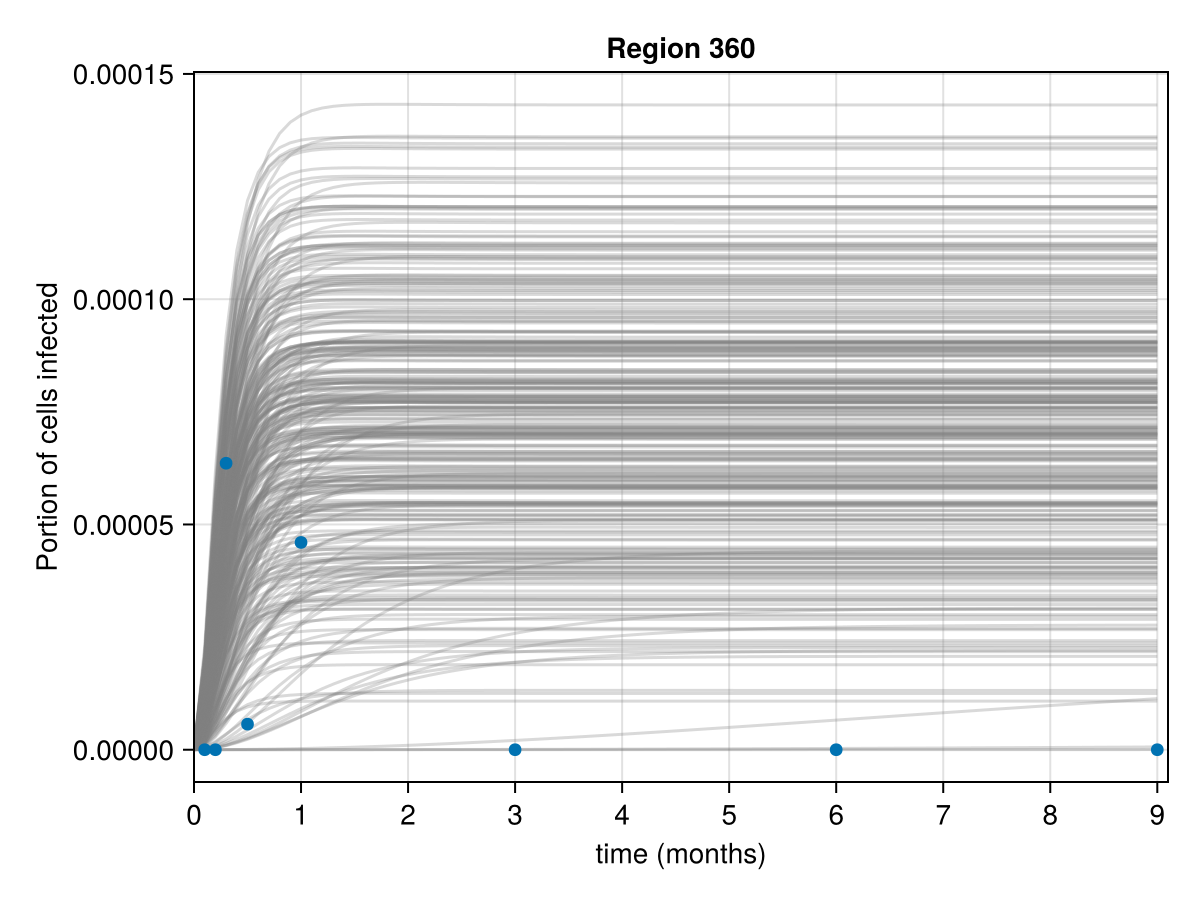 Region 360
0.00015
0.00010
0.00005
0.00000
Portion of cells infected
0 1 2 3 4 5 6 7 8 9
time (months)